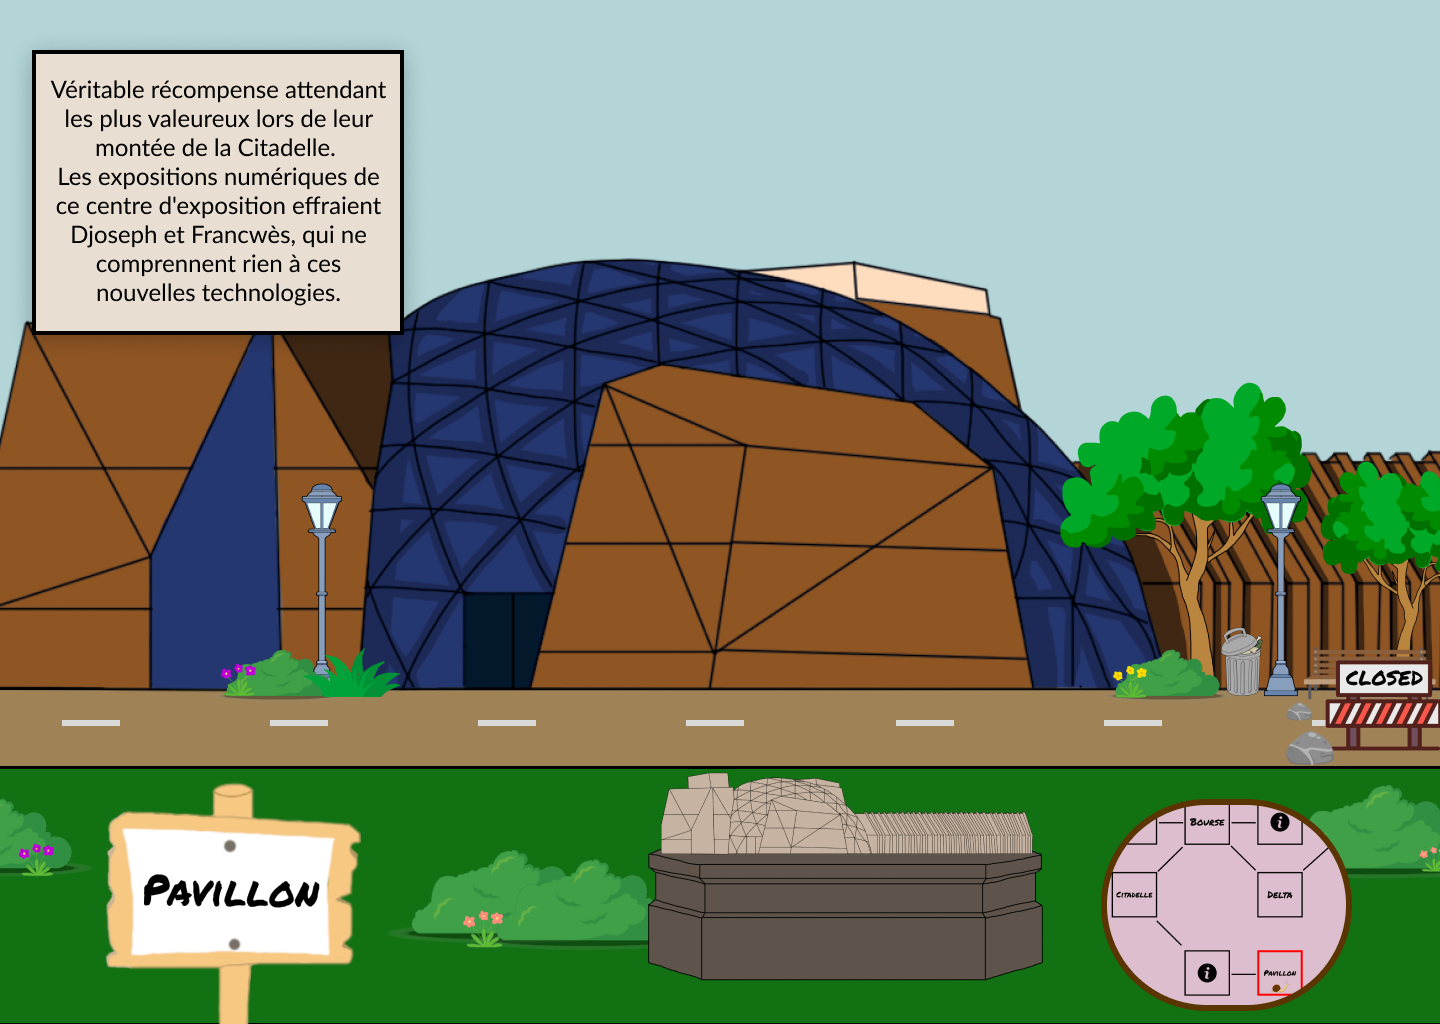 Véritable récompense attendant
les plus valeureux lors de leur
montée de la Citadelle.
Les expositions numériques de
ce centre d'exposition effraient
Djoseph et Francwès, qui ne
comprennent rien à ces
nouvelles technologies.
CLOSED
PAVILLON
BOURSE
i
CITADELLE
DELTA
i
PAVILLON